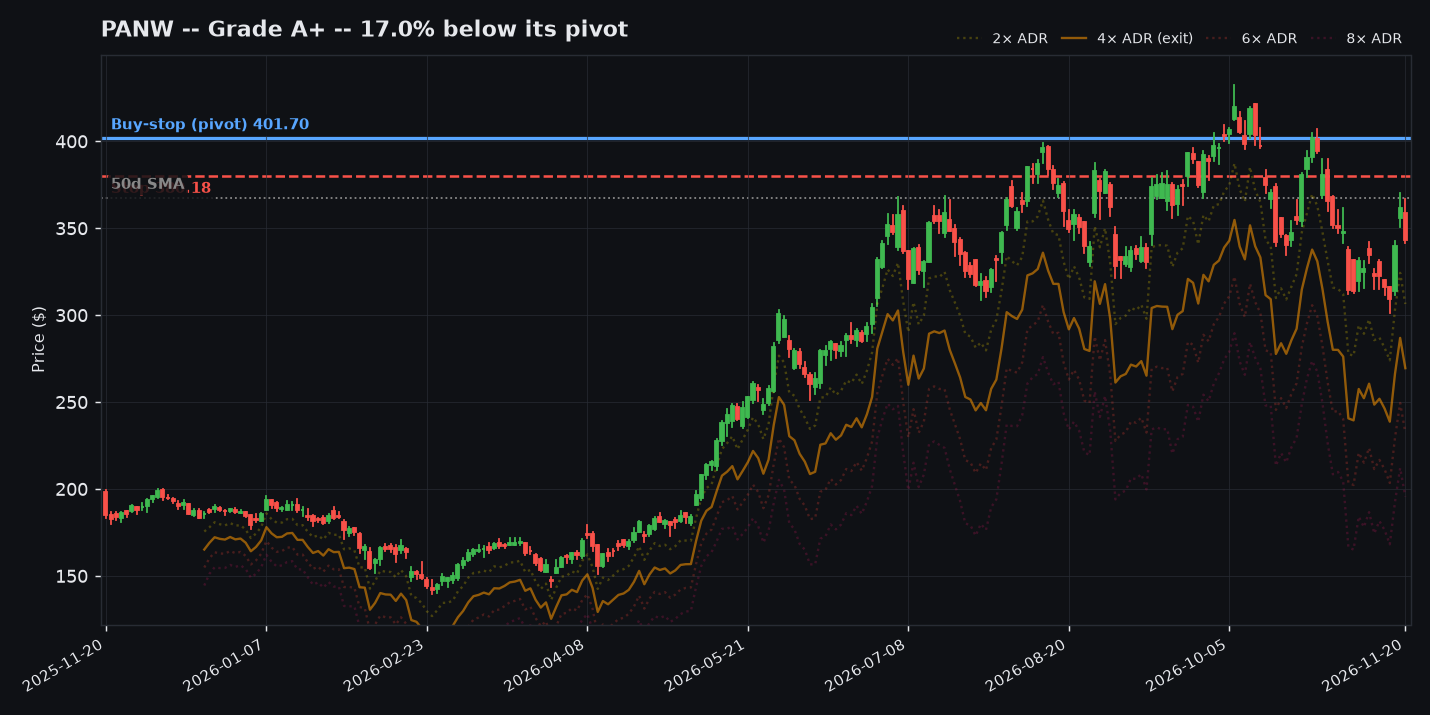 PANW -- Grade A+ -- 17.0% below its pivot
2× ADR
4× ADR (exit)
6× ADR
8× ADR
Buy-stop (pivot) 401.70
50d SMA
.18
Price ($)
400
350
300
250
200
150
2025-11-20
2026-01-07
2026-02-23
2026-04-08
2026-05-21
2026-07-08
2026-08-20
2026-10-05
2026-11-20